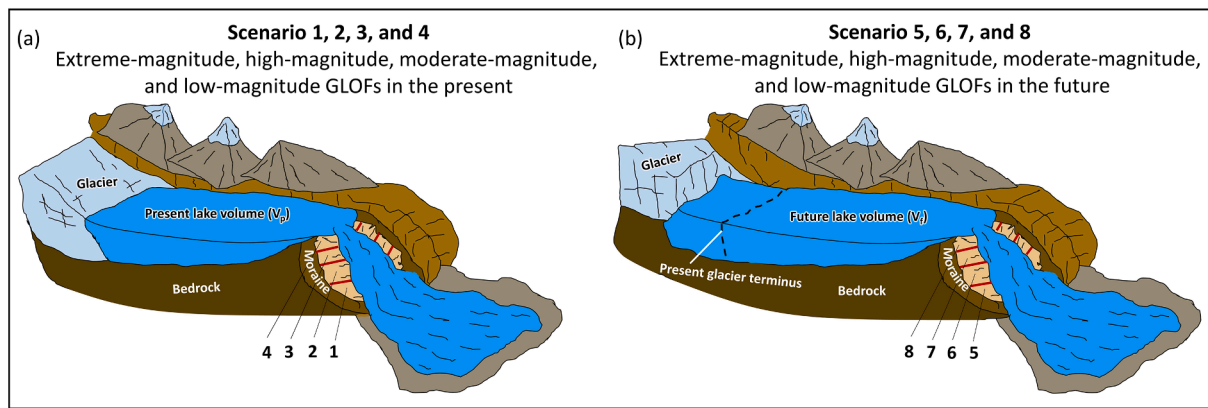 (a)
Scenario 1, 2, 3, and 4
Extreme-magnitude, high-magnitude, moderate-magnitude,
and low-magnitude GLOFs in the present
Glacier
Present lake volume (Vp)
Moraine
Bedrock
4 3 2 1
(b)
Scenario 5, 6, 7, and 8
Extreme-magnitude, high-magnitude, moderate-magnitude,
and low-magnitude GLOFs in the future
Glacier
Future lake volume (Vf)
Present glacier terminus
Moraine
Bedrock
8 7 6 5